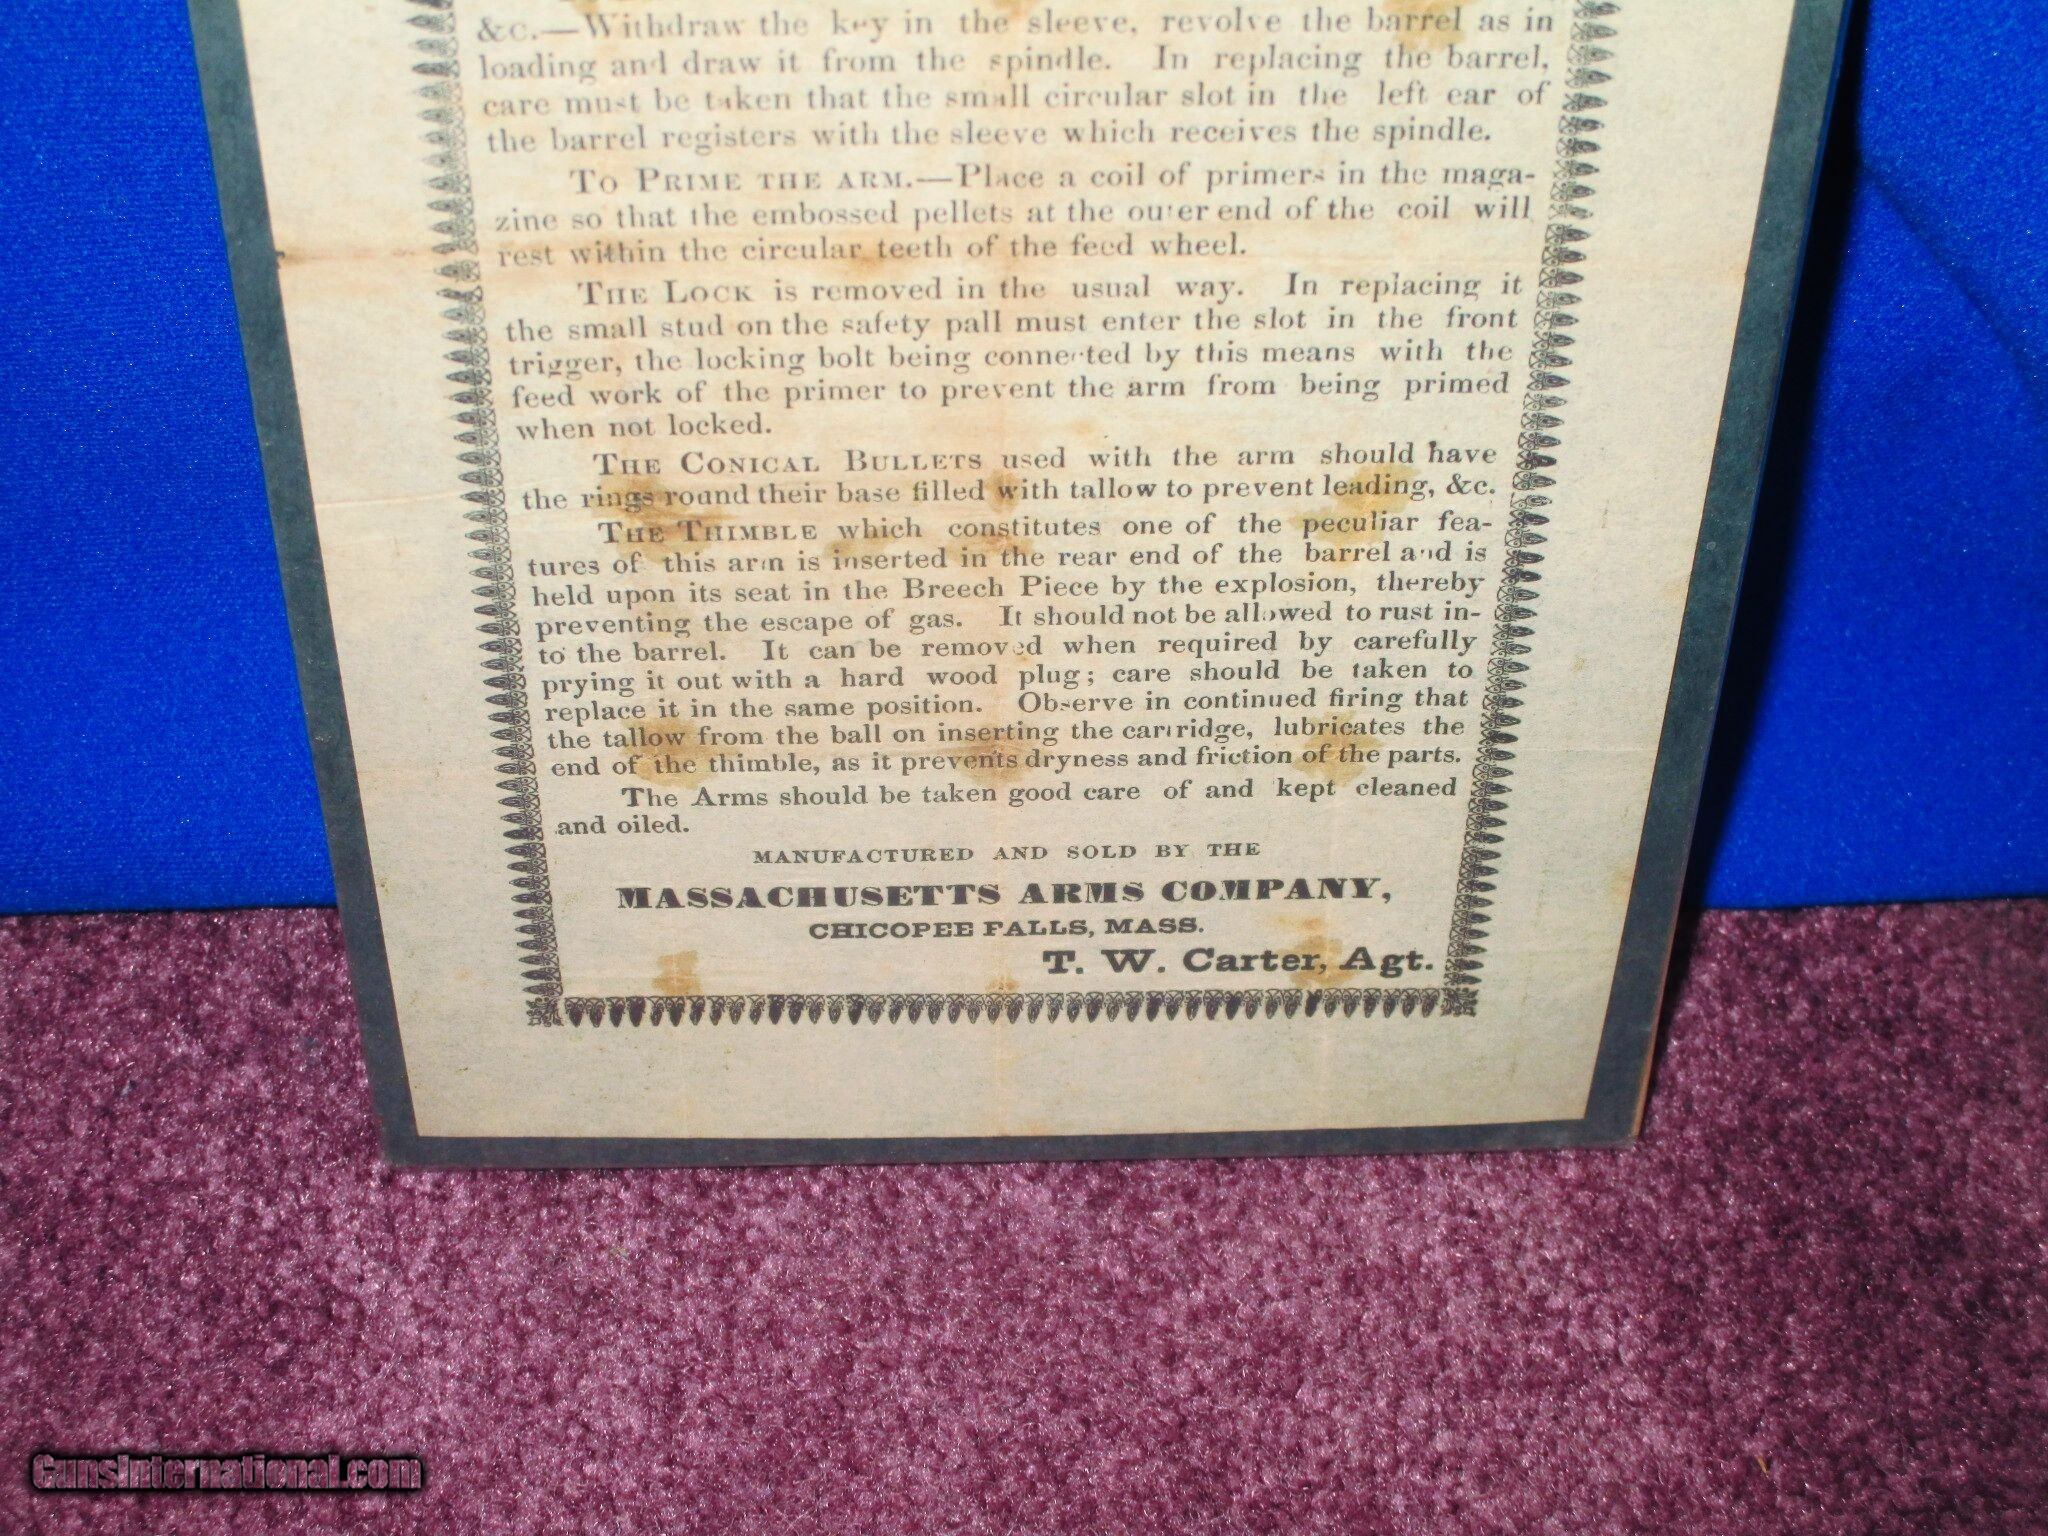 &c.—Withdraw the key in the sleeve, revolve the barrel as in
loading and draw it from the spindle. In replacing the barrel,
care must be taken that the small circular slot in the left ear of
the barrel registers with the sleeve which receives the spindle.
To Prime the arm.—Place a coil of primers in the maga-
zine so that the embossed pellets at the outer end of the coil will
rest within the circular teeth of the feed wheel.
The Lock is removed in the usual way. In replacing it
the small stud on the safety pall must enter the slot in the front
trigger, the locking bolt being connected by this means with the
feed work of the primer to prevent the arm from being primed
when not locked.
The Conical Bullets used with the arm should have
the rings round their base filled with tallow to prevent leading, &c.
The Thimble which constitutes one of the peculiar fea-
tures of this arm is inserted in the rear end of the barrel and is
held upon its seat in the Breech Piece by the explosion, thereby
preventing the escape of gas. It should not be allowed to rust in-
to the barrel. It can be removed when required by carefully
prying it out with a hard wood plug; care should be taken to
replace it in the same position. Observe in continued firing that
the tallow from the ball on inserting the cartridge, lubricates the
end of the thimble, as it prevents dryness and friction of the parts.
The Arms should be taken good care of and kept cleaned
and oiled.
MANUFACTURED AND SOLD BY THE
MASSACHUSETTS ARMS COMPANY,
CHICOPEE FALLS, MASS.
T. W. Carter, Agt.
GunsInternational.com